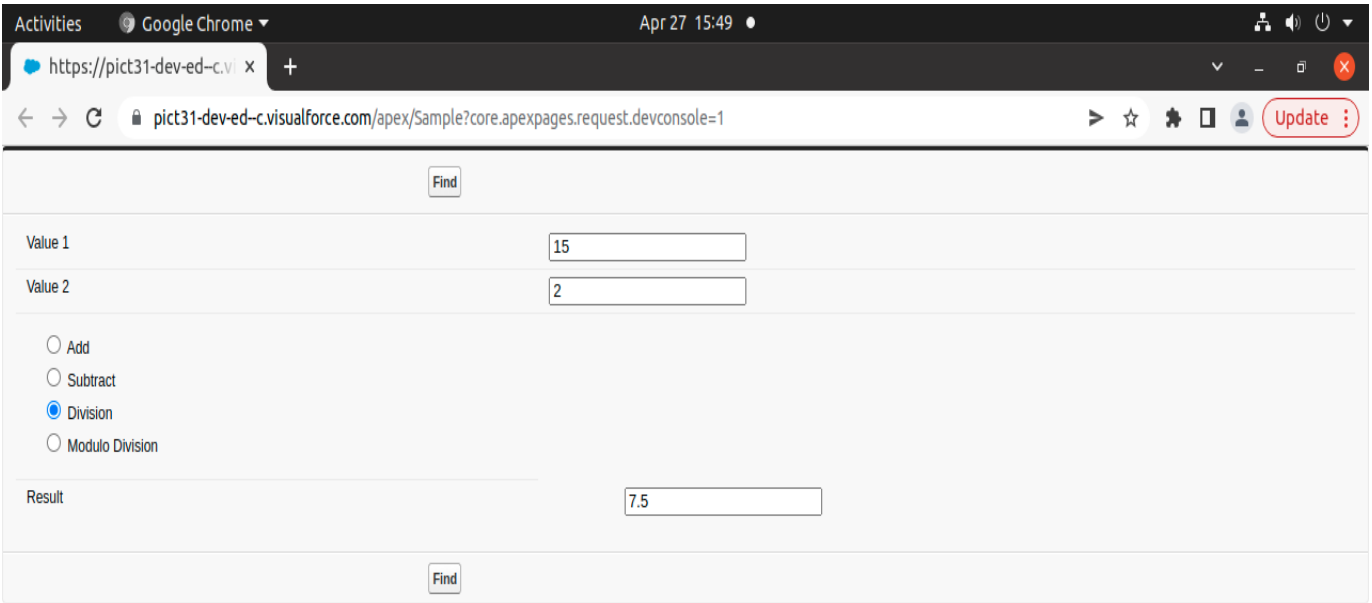 Activities Google Chrome Apr 27 15:49
https://pict31-dev-ed--c.vi
pict31-dev-ed--c.visualforce.com/apex/Sample?core.apexpages.request.devconsole=1 Update
Find
Value 1 15
Value 2 2
Add
Subtract
Division
Modulo Division
Result 7.5
Find